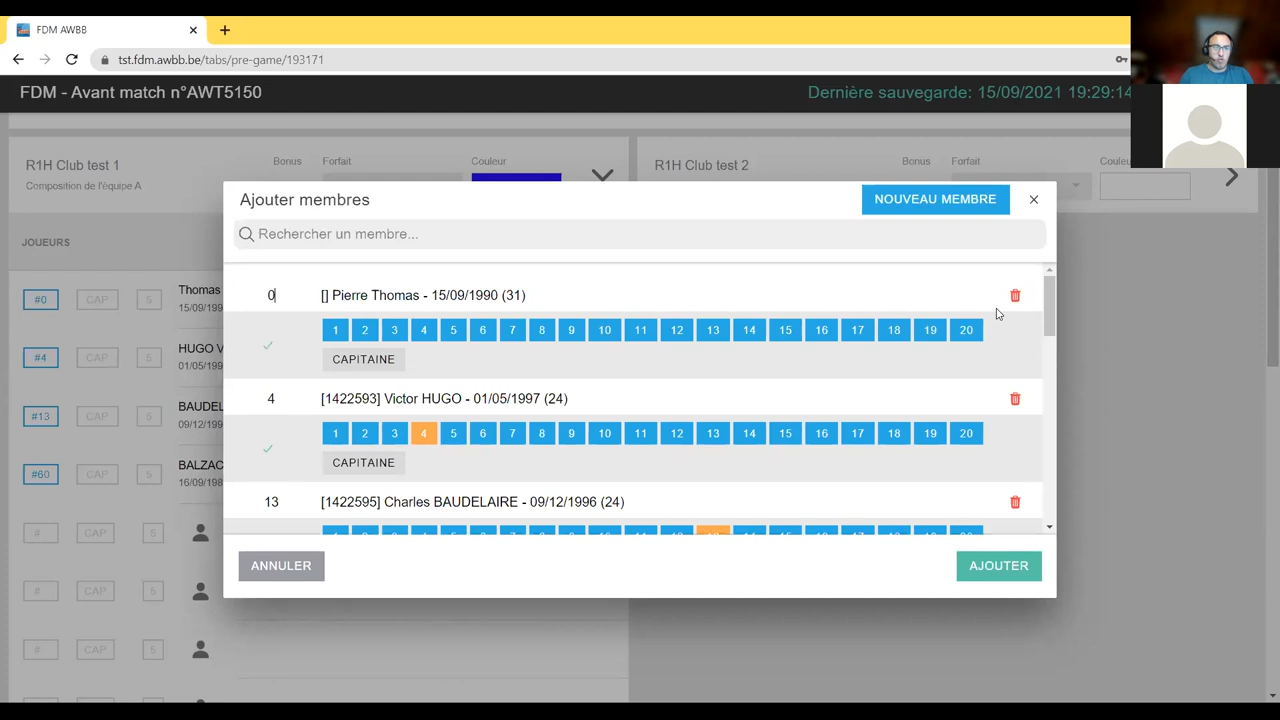 FDM AWBB
tst.fdm.awbb.be/tabs/pre-game/193171
FDM - Avant match n°AWT5150
Dernière sauvegarde: 15/09/2021 19:29:14
R1H Club test 1
Bonus
Forfait
Couleur
Composition de l'équipe A
R1H Club test 2
Bonus
Forfait
JOUEURS
#0 CAP 5 Thomas
15/09/199
#4 CAP 5 HUGO V
01/05/199
#13 CAP 5 BAUDEL
09/12/199
#60 CAP 5 BALZAC
16/09/198
# CAP 5
# CAP 5
# CAP 5
Ajouter membres
NOUVEAU MEMBRE
Rechercher un membre...
0 [] Pierre Thomas - 15/09/1990 (31)
1 2 3 4 5 6 7 8 9 10 11 12 13 14 15 16 17 18 19 20
CAPITAINE
4 [1422593] Victor HUGO - 01/05/1997 (24)
1 2 3 4 5 6 7 8 9 10 11 12 13 14 15 16 17 18 19 20
CAPITAINE
13 [1422595] Charles BAUDELAIRE - 09/12/1996 (24)
ANNULER
AJOUTER